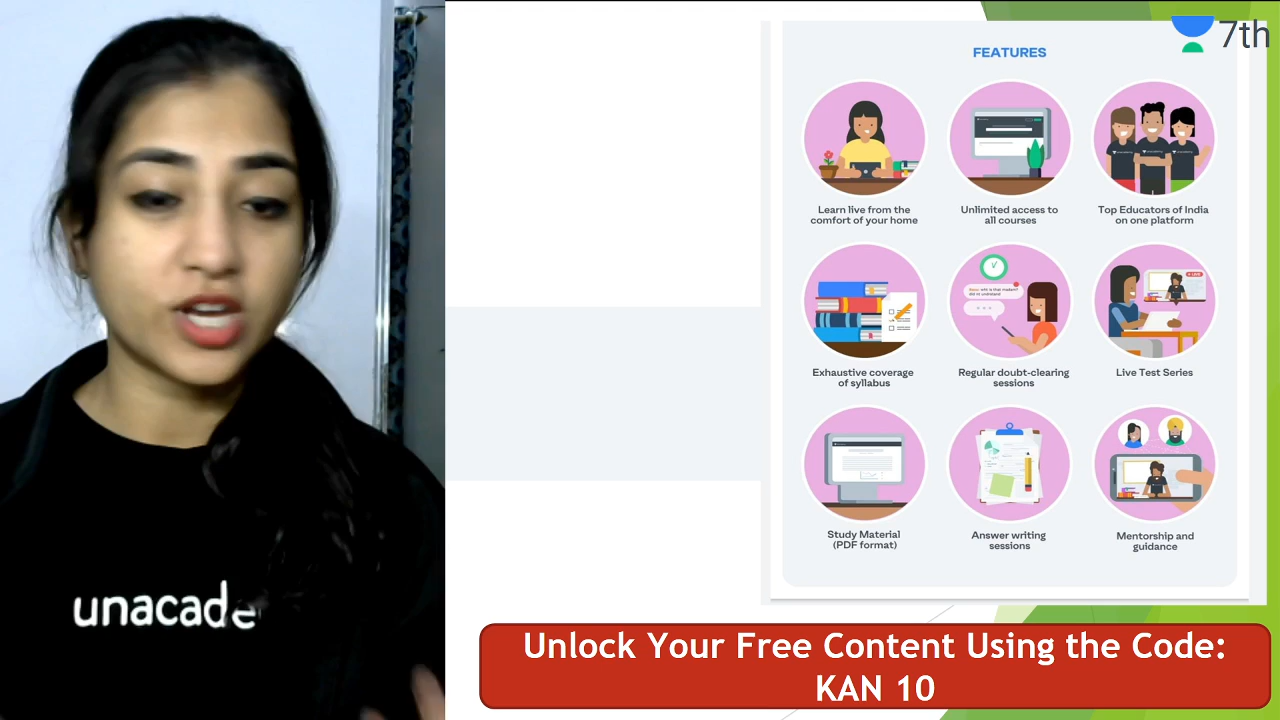 unacade
7th
FEATURES
Learn live from the
comfort of your home
Unlimited access to
all courses
Top Educators of India
on one platform
Exhaustive coverage
of syllabus
Regular doubt-clearing
sessions
Live Test Series
Study Material
(PDF format)
Answer writing
sessions
Mentorship and
guidance
Unlock Your Free Content Using the Code:
KAN 10